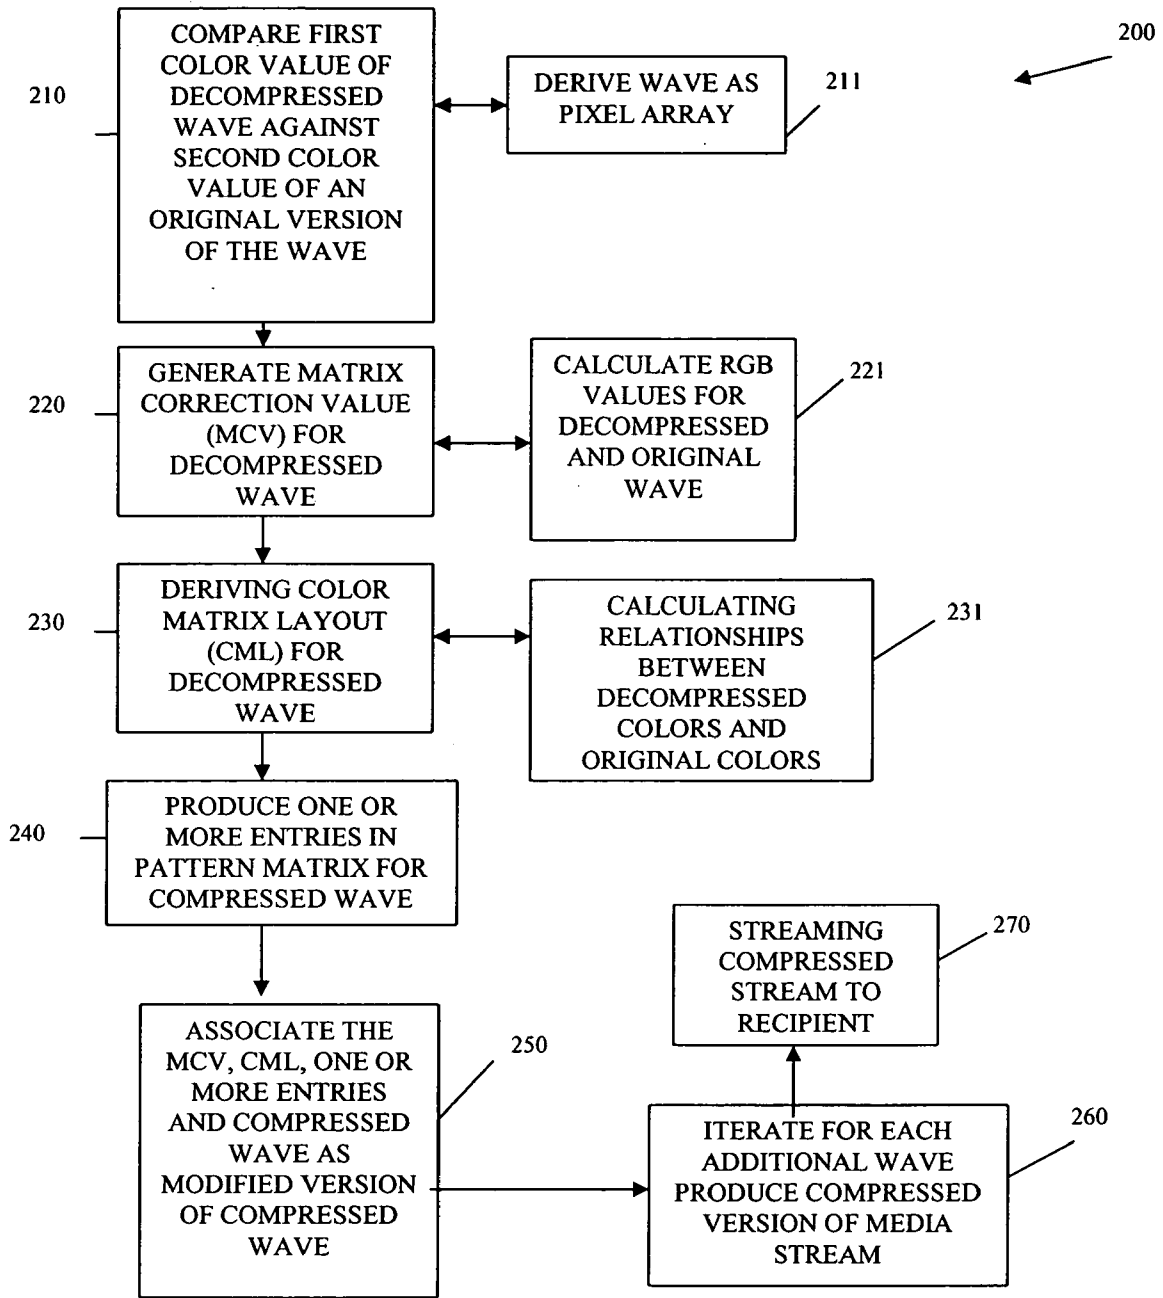 200
210
COMPARE FIRST
COLOR VALUE OF
DECOMPRESSED
WAVE AGAINST
SECOND COLOR
VALUE OF AN
ORIGINAL VERSION
OF THE WAVE
DERIVE WAVE AS
PIXEL ARRAY
211
220
GENERATE MATRIX
CORRECTION VALUE
(MCV) FOR
DECOMPRESSED
WAVE
CALCULATE RGB
VALUES FOR
DECOMPRESSED
AND ORIGINAL
WAVE
221
230
DERIVING COLOR
MATRIX LAYOUT
(CML) FOR
DECOMPRESSED
WAVE
CALCULATING
RELATIONSHIPS
BETWEEN
DECOMPRESSED
COLORS AND
ORIGINAL COLORS
231
240
PRODUCE ONE OR
MORE ENTRIES IN
PATTERN MATRIX FOR
COMPRESSED WAVE
ASSOCIATE THE
MCV, CML, ONE OR
MORE ENTRIES
AND COMPRESSED
WAVE AS
MODIFIED VERSION
OF COMPRESSED
WAVE
250
STREAMING
COMPRESSED
STREAM TO
RECIPIENT
270
ITERATE FOR EACH
ADDITIONAL WAVE
PRODUCE COMPRESSED
VERSION OF MEDIA
STREAM
260